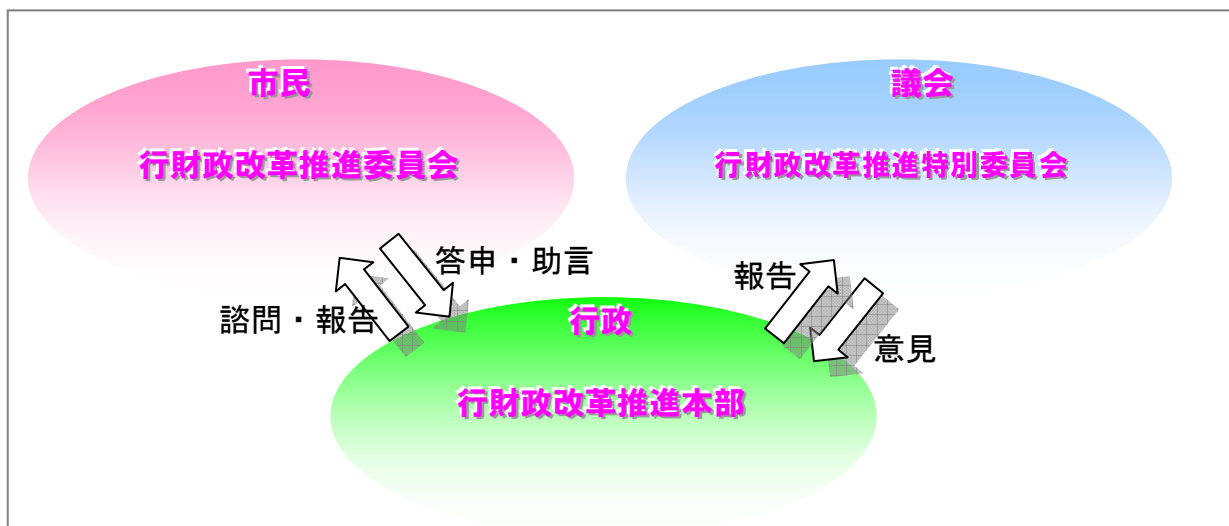 市民
行財政改革推進委員会
議会
行財政改革推進特別委員会
答申・助言
諮問・報告
報告
意見
行政
行財政改革推進本部